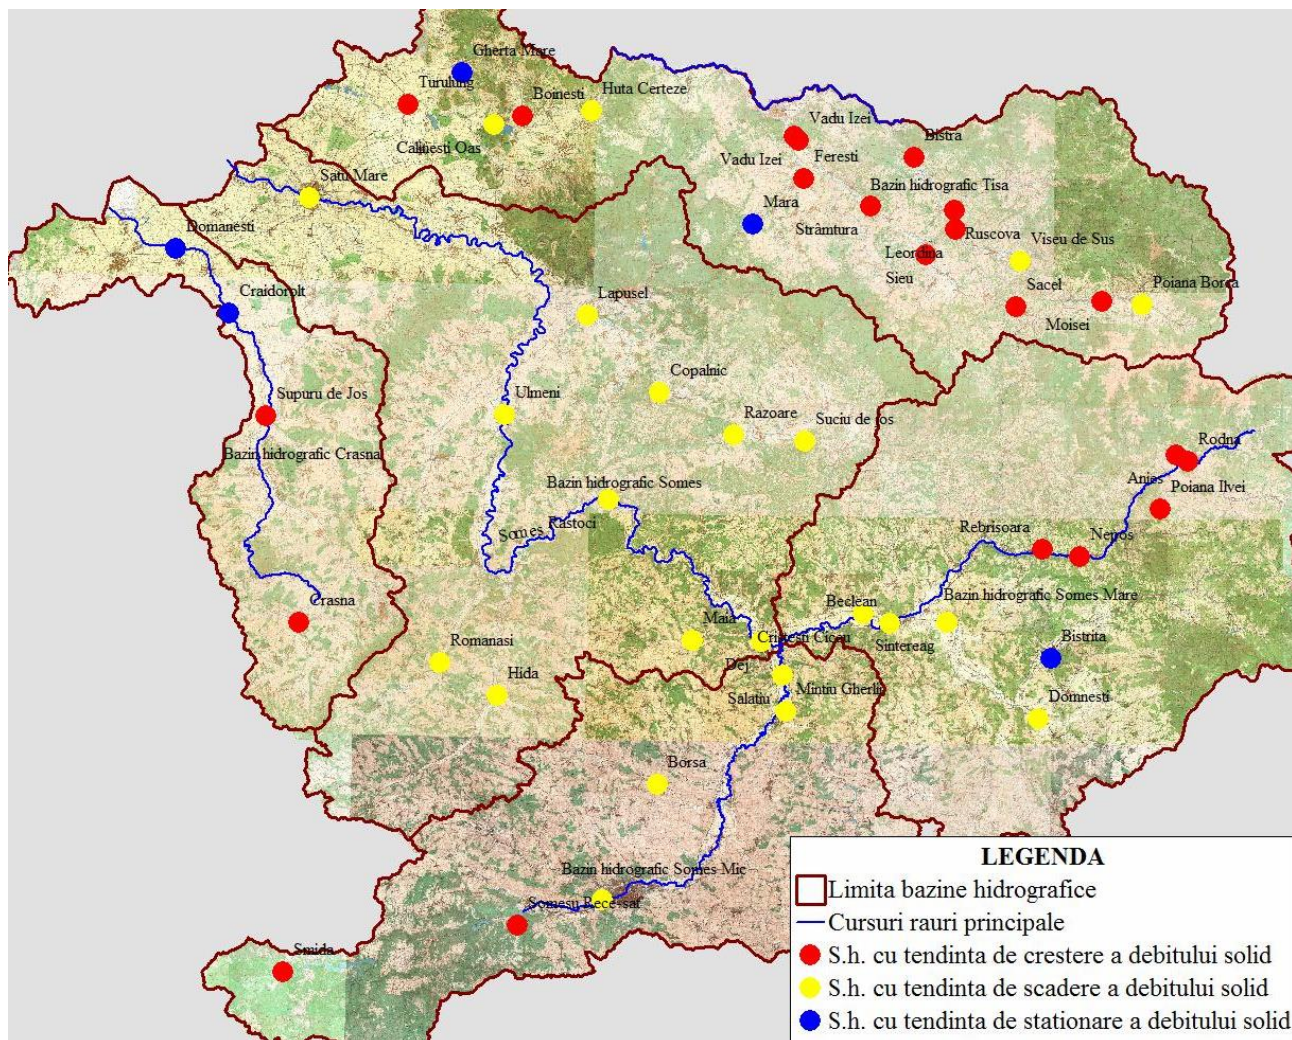 Gherta Mare
Turulung
Boinesti
Huta Certeze
Calinesti Oas
Vadu Izei
Bistra
Vadu Izei
Feresti
Satu Mare
Bazin hidrografic Tisa
Mara
Strâmtura
Ruscova
Domanesti
Leordina
Viseu de Sus
Sieu
Sacel
Poiana Borsa
Craidorolt
Lapusel
Moisei
Copalnic
Supuru de Jos
Ulmeni
Razoare
Suciu de jos
Rodna
Bazin hidrografic Crasna
Anies
Bazin hidrografic Somes
Poiana Ilvei
Somes
Rastoci
Rebrisoara
Nepos
Crasna
Beclean
Bazin hidrografic Somes Mare
Romanasi
Maia
Cristesti Ciceu
Sintereag
Bistrita
Dej
Hida
Salatiu
Mintiu Gherlii
Domnesti
Borsa
Bazin hidrografic Somes Mic
Somesu Rece-sat
Smida
LEGENDA
Limita bazine hidrografice
Cursuri rauri principale
S.h. cu tendinta de crestere a debitului solid
S.h. cu tendinta de scadere a debitului solid
S.h. cu tendinta de stationare a debitului solid